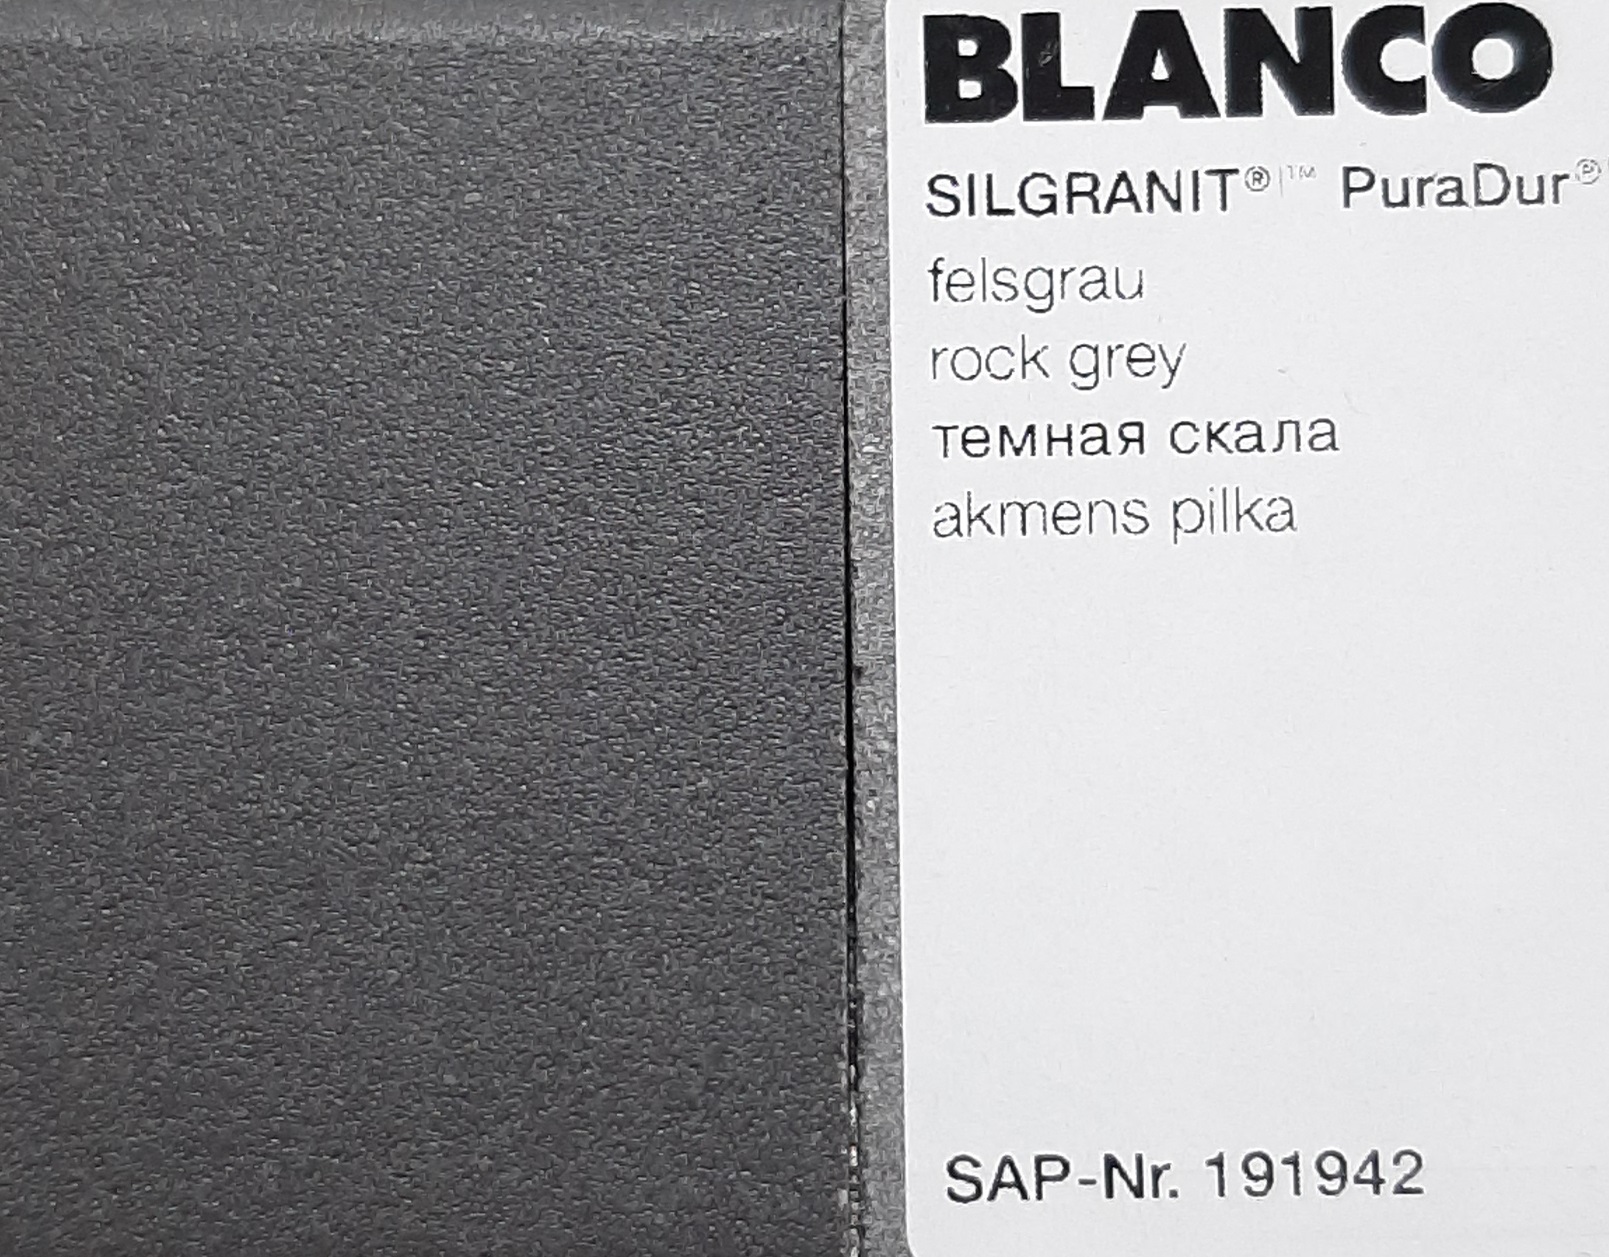 BLANCO
SILGRANIT®™ PuraDur®
felsgrau
rock grey
темная скала
akmens pilka
SAP-Nr. 191942